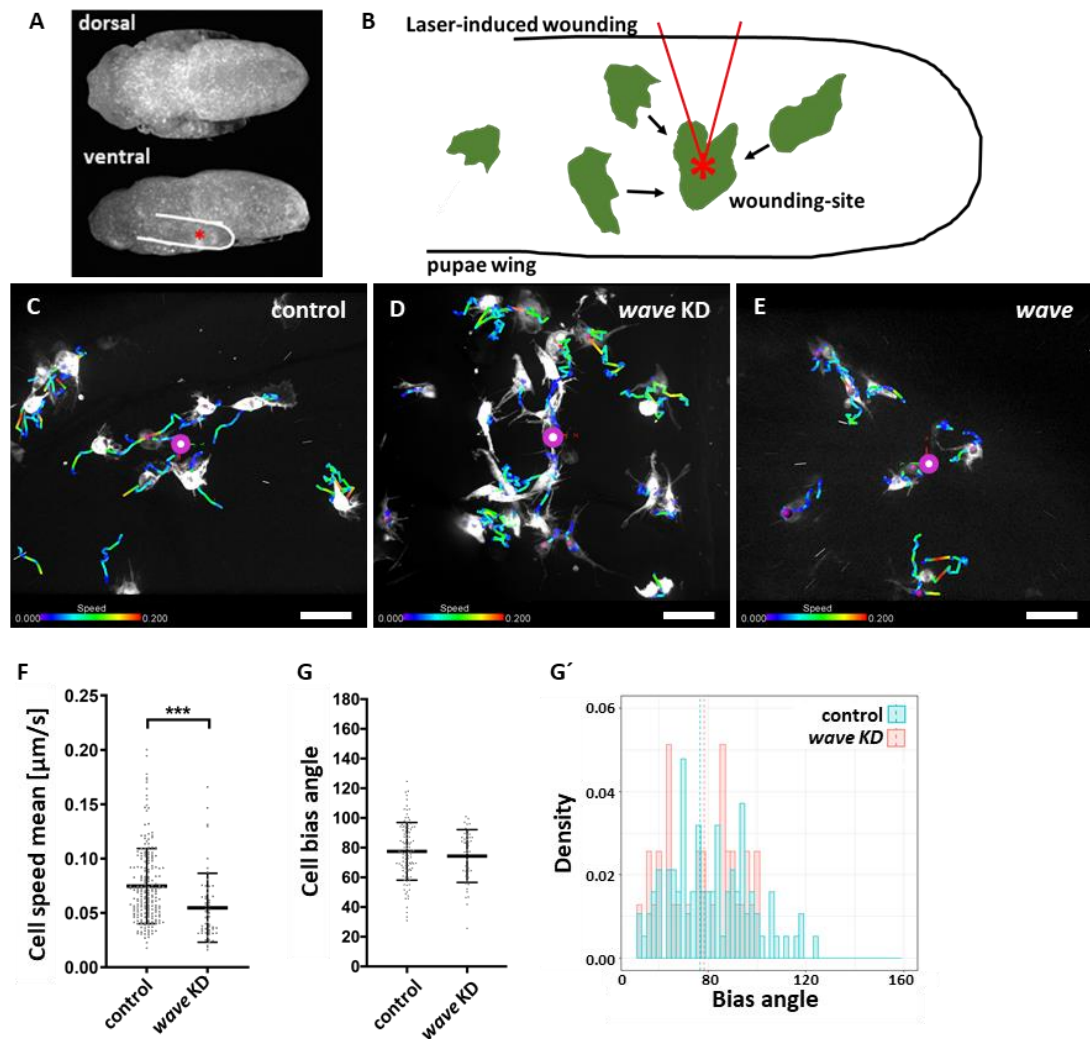 A
dorsal
ventral
B
Laser-induced wounding
wounding-site
pupae wing
C
control
Speed
0.000
0.200
D
wave KD
Speed
0.000
0.200
E
wave
Speed
0.000
0.200
F
Cell speed mean [µm/s]
0.25
0.20
0.15
0.10
0.05
0.00
***
control
wave KD
G
Cell bias angle
180
160
140
120
100
80
60
40
20
0
control
wave KD
G´
Density
0.06
0.04
0.02
0.00
control
wave KD
0
80
120
160
Bias angle